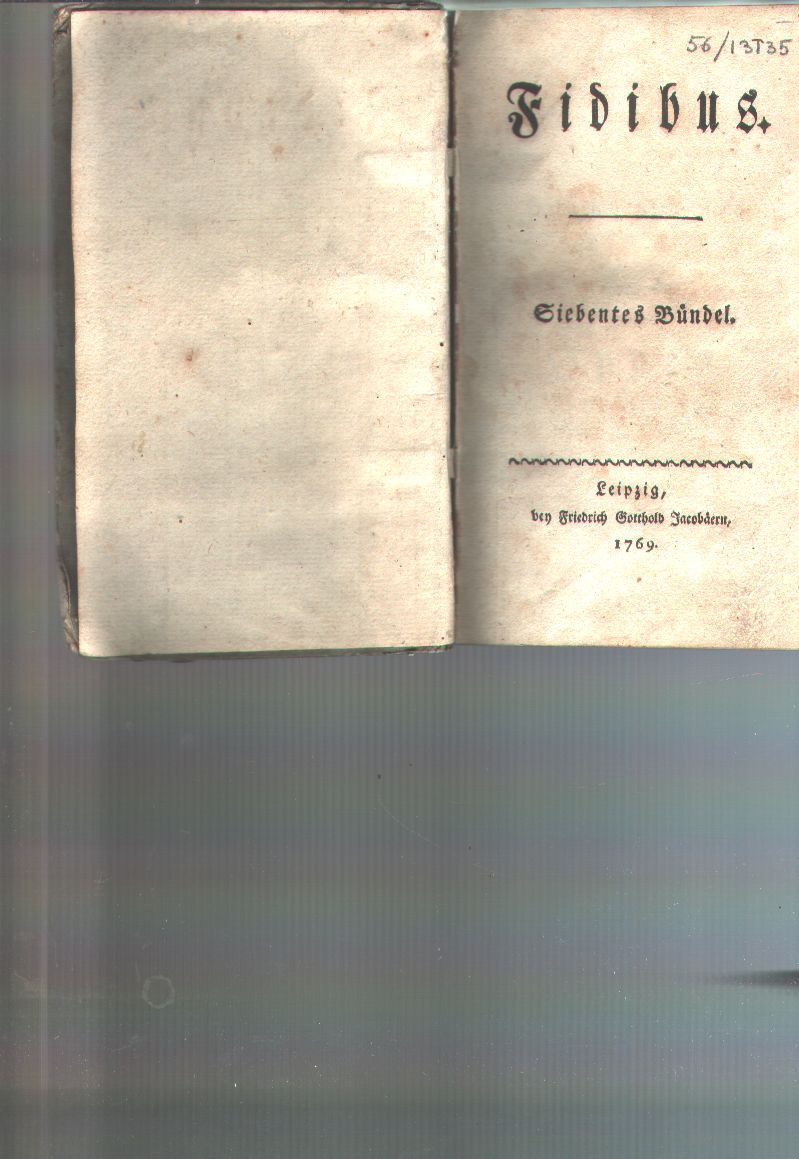 56/13T35
Fidibus.
Siebentes Bündel.
Leipzig,
bey Friedrich Gotthold Jacobäern,
1769.